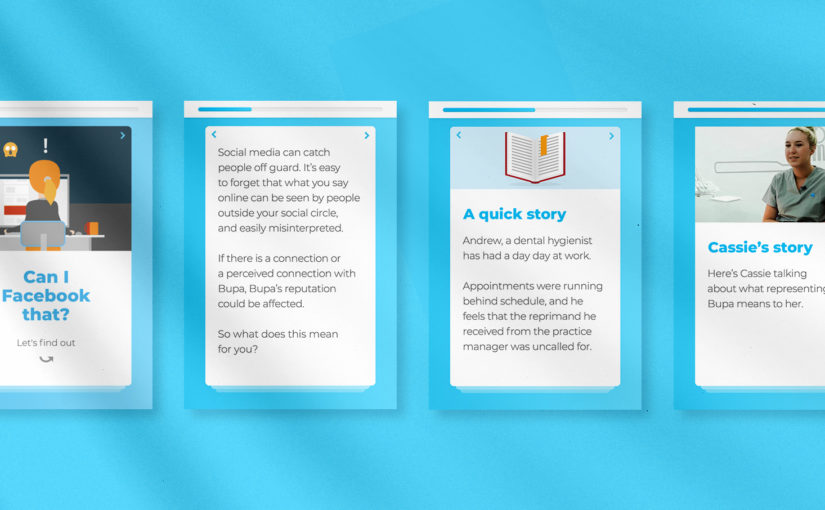 Can I
Facebook
that?
Let's find out
Social media can catch
people off guard. It's easy
to forget that what you say
online can be seen by people
outside your social circle,
and easily misinterpreted.
If there is a connection or
a perceived connection with
Bupa, Bupa's reputation
could be affected.
So what does this mean
for you?
A quick story
Andrew, a dental hygienist
has had a day day at work.
Appointments were running
behind schedule, and he
feels that the reprimand he
received from the practice
manager was uncalled for.
Cassie's story
Here's Cassie talking
about what representing
Bupa means to her.